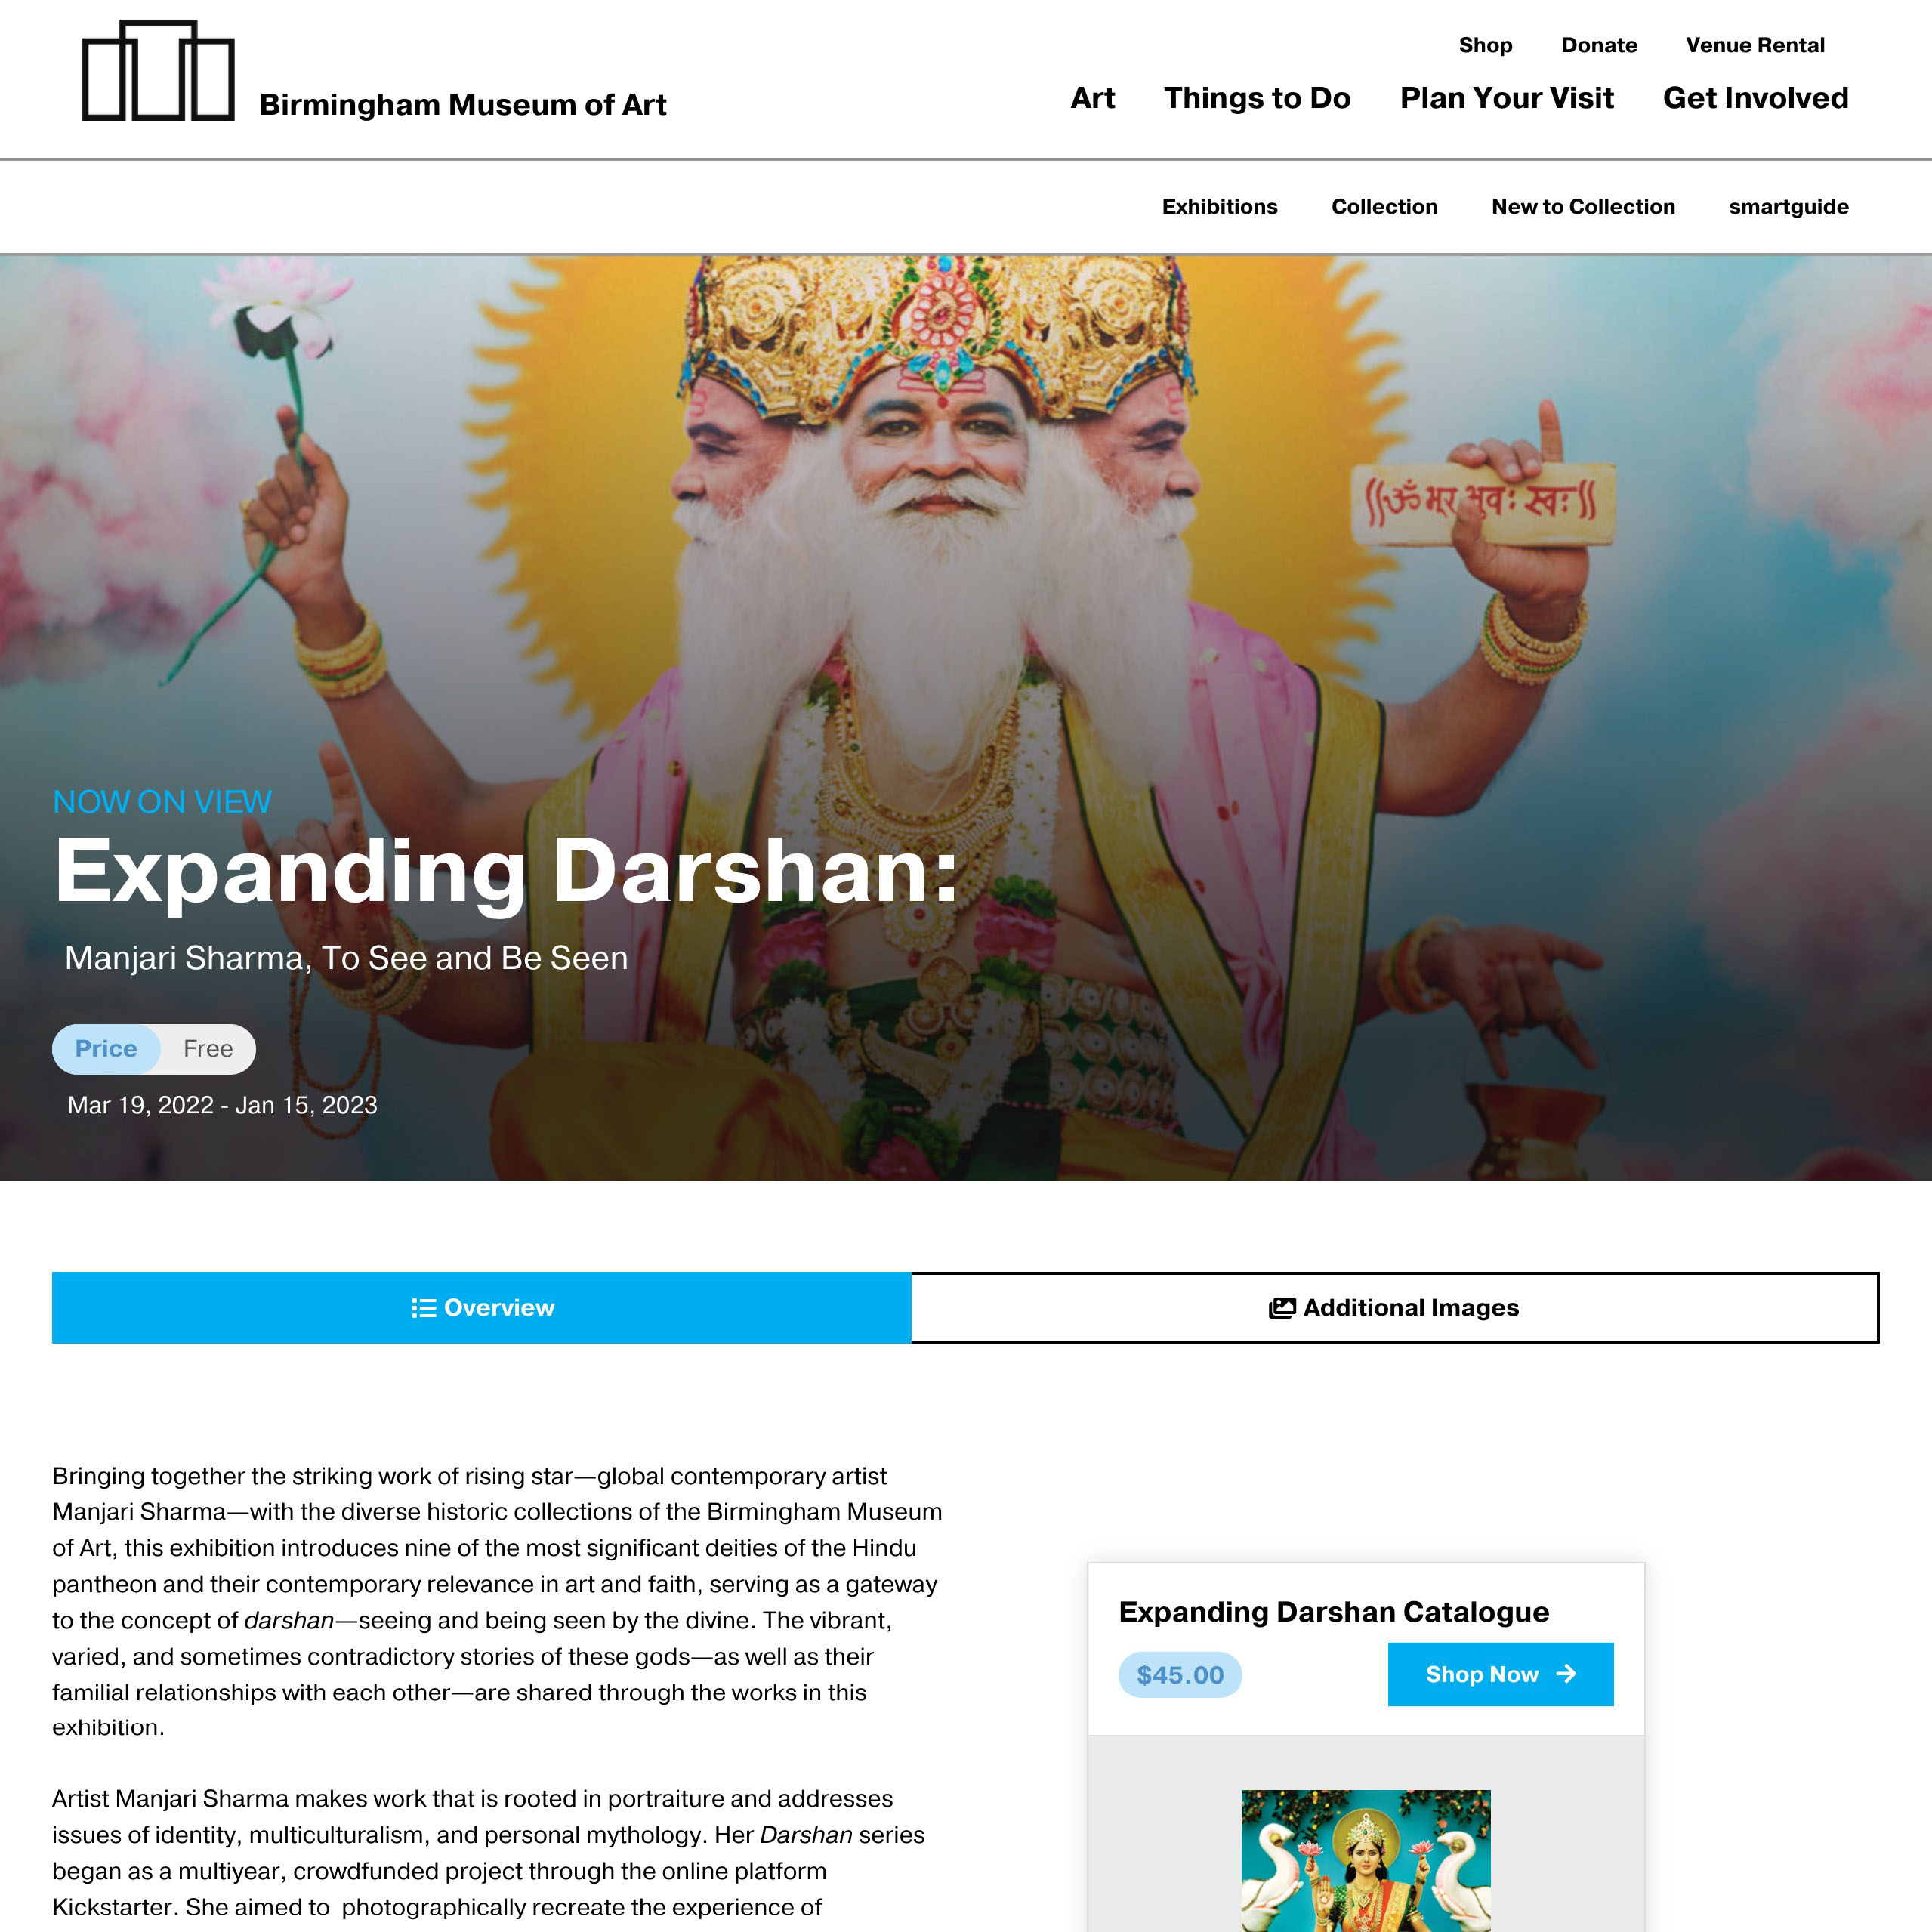 Shop Donate Venue Rental
Birmingham Museum of Art
Art Things to Do Plan Your Visit Get Involved
Exhibitions Collection New to Collection smartguide
॥ॐ भूर भुवः स्वः॥
NOW ON VIEW
Expanding Darshan:
Manjari Sharma, To See and Be Seen
Price Free
Mar 19, 2022 - Jan 15, 2023
Overview
Additional Images
Bringing together the striking work of rising star—global contemporary artist
Manjari Sharma—with the diverse historic collections of the Birmingham Museum
of Art, this exhibition introduces nine of the most significant deities of the Hindu
pantheon and their contemporary relevance in art and faith, serving as a gateway
to the concept of darshan—seeing and being seen by the divine. The vibrant,
varied, and sometimes contradictory stories of these gods—as well as their
familial relationships with each other—are shared through the works in this
exhibition.
Artist Manjari Sharma makes work that is rooted in portraiture and addresses
issues of identity, multiculturalism, and personal mythology. Her Darshan series
began as a multiyear, crowdfunded project through the online platform
Kickstarter. She aimed to  photographically recreate the experience of
Expanding Darshan Catalogue
$45.00
Shop Now